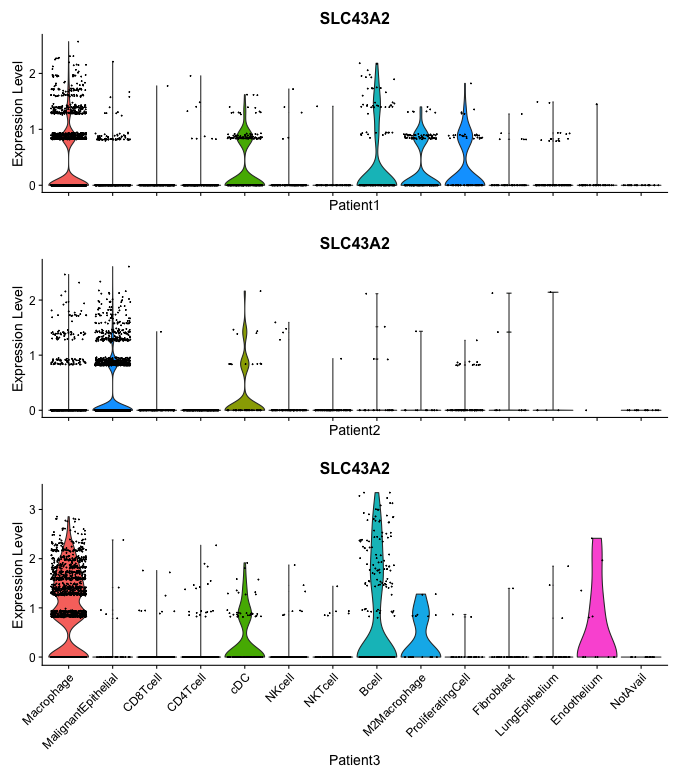 SLC43A2
Expression Level
2
1
0
Patient1
SLC43A2
Expression Level
2
1
0
Patient2
SLC43A2
Expression Level
3
2
1
0
Macrophage
MalignantEpithelial
CD8Tcell
CD4Tcell
cDC
NKcell
NKTcell
Bcell
M2Macrophage
ProliferatingCell
Fibroblast
LungEpithelium
Endothelium
NotAvail
Patient3